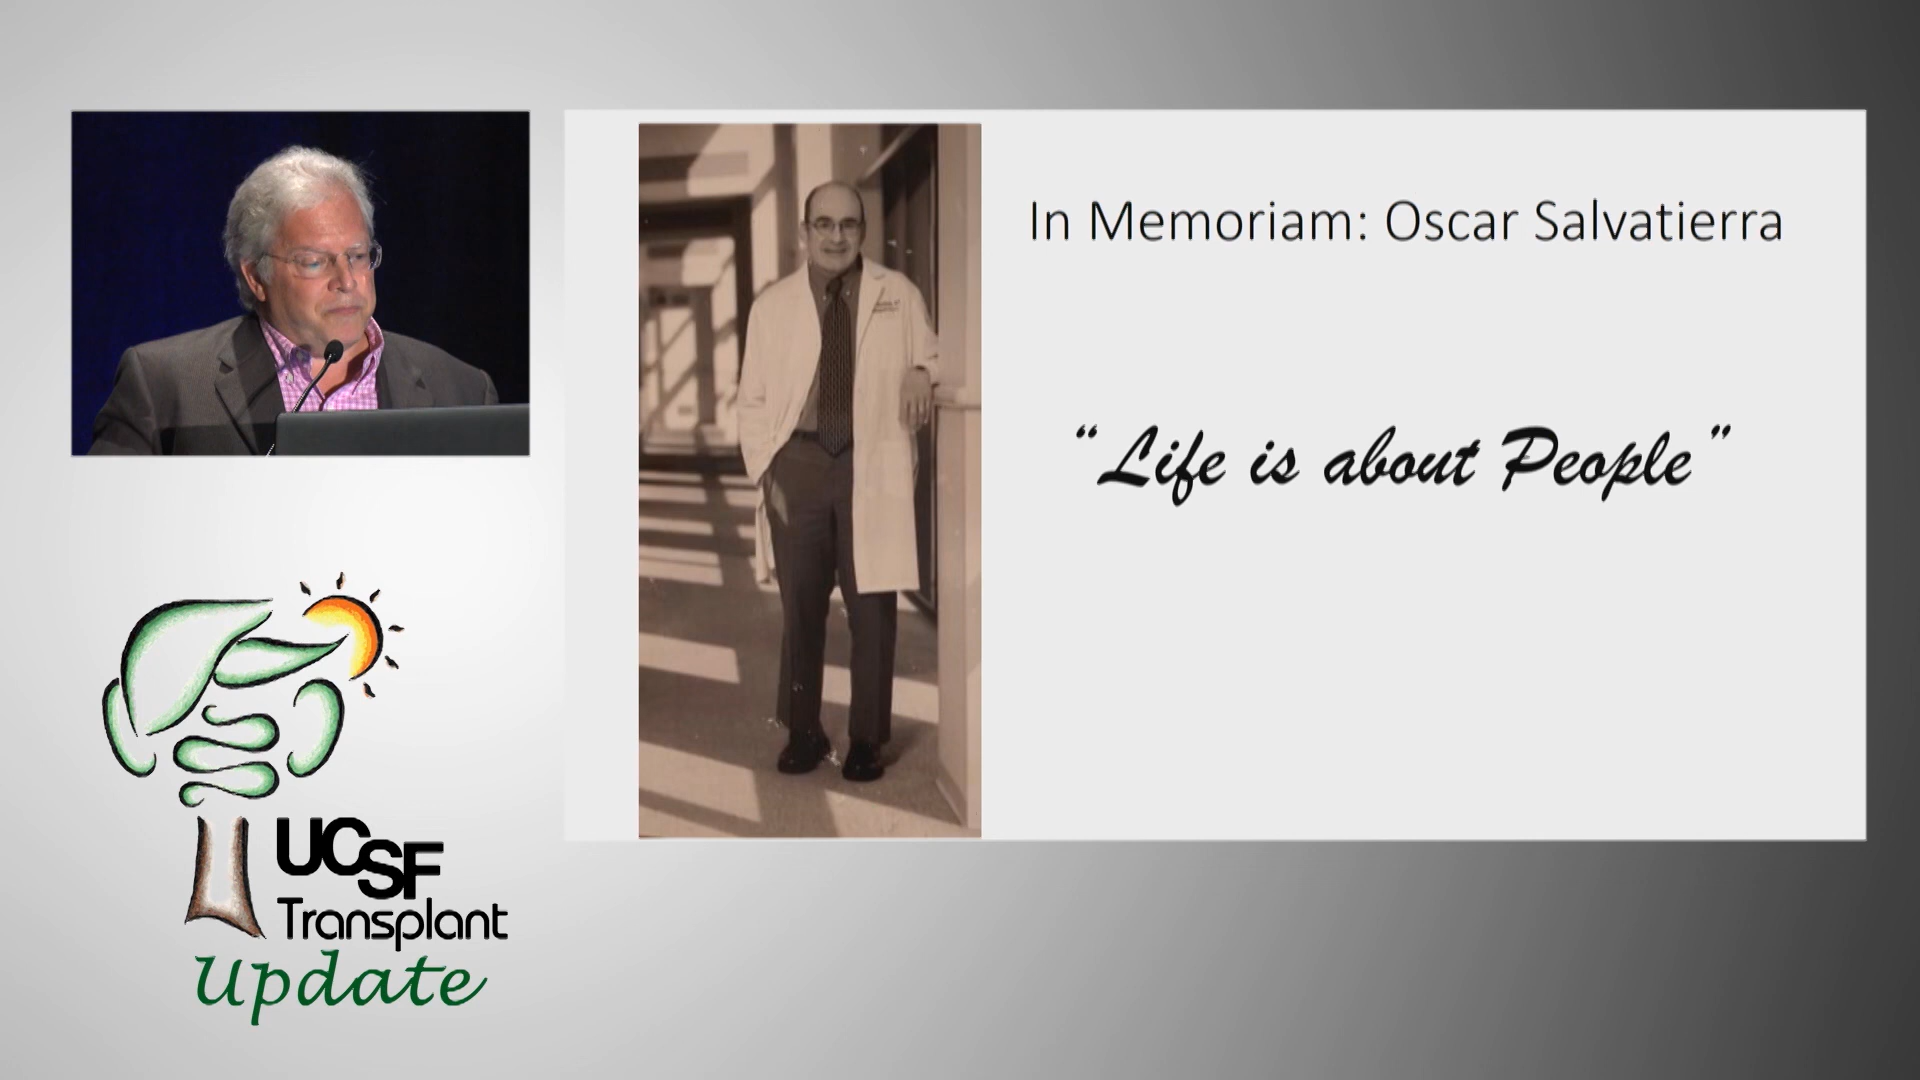 In Memoriam: Oscar Salvatierra
“Life is about People”
UCSF
Transplant
Update